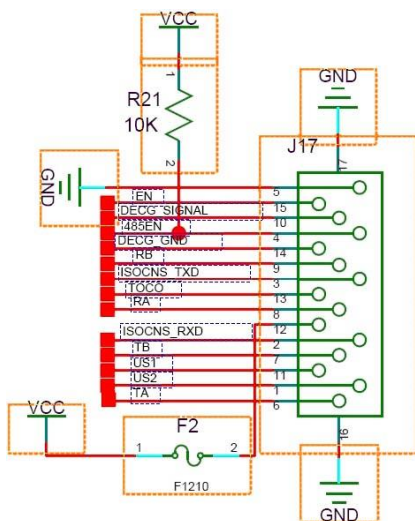 VCC
1
R21
10K
2
GND
J17
17
GND
EN
5
DECG_SIGNAL
15
485EN
10
DECG_GND
4
RB
14
ISOCNS_TXD
9
TOCO
3
RA
13
8
ISOCNS_RXD
12
TB
2
US1
7
US2
11
TA
1
6
VCC
F2
1
2
F1210
16
GND